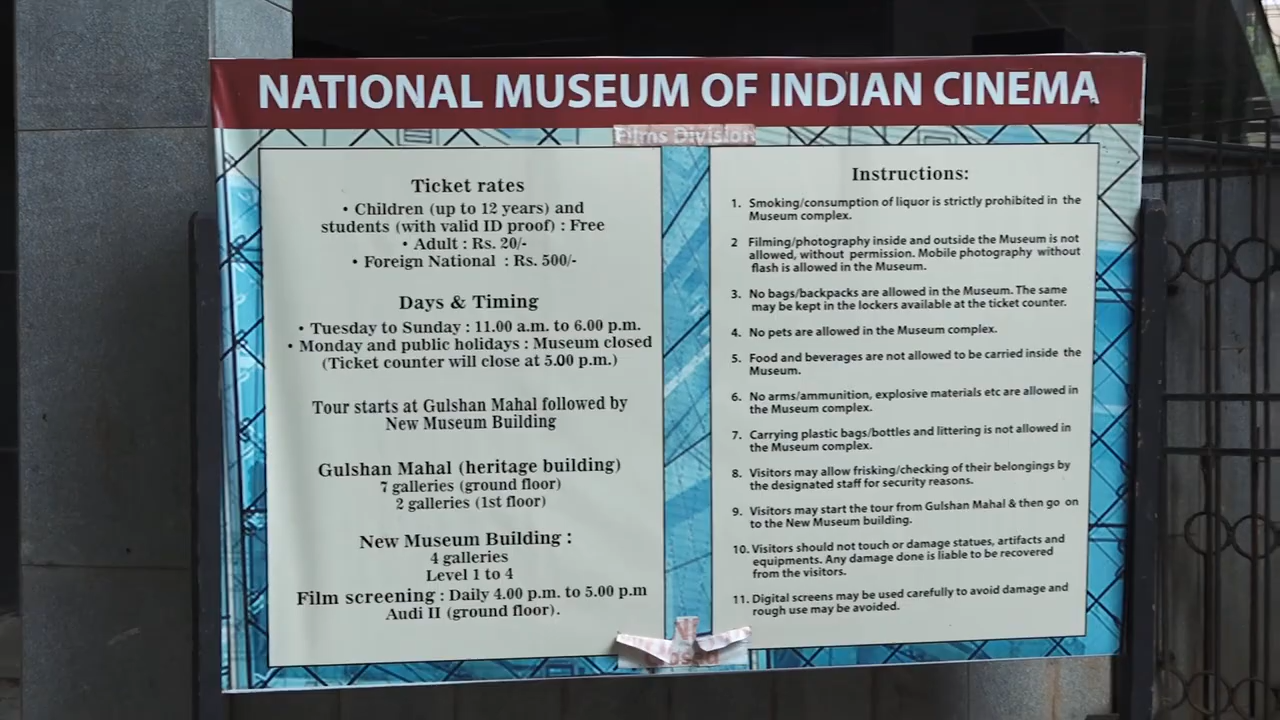 NATIONAL MUSEUM OF INDIAN CINEMA
Films Division
Ticket rates
• Children (up to 12 years) and
students (with valid ID proof) : Free
• Adult : Rs. 20/-
• Foreign National : Rs. 500/-
Days & Timing
• Tuesday to Sunday : 11.00 a.m. to 6.00 p.m.
• Monday and public holidays : Museum closed
(Ticket counter will close at 5.00 p.m.)
Tour starts at Gulshan Mahal followed by
New Museum Building
Gulshan Mahal (heritage building)
7 galleries (ground floor)
2 galleries (1st floor)
New Museum Building :
4 galleries
Level 1 to 4
Film screening : Daily 4.00 p.m. to 5.00 p.m
Audi II (ground floor).
Instructions:
1. Smoking/consumption of liquor is strictly prohibited in the
Museum complex.
2 Filming/photography inside and outside the Museum is not
allowed, without permission. Mobile photography without
flash is allowed in the Museum.
3. No bags/backpacks are allowed in the Museum. The same
may be kept in the lockers available at the ticket counter.
4. No pets are allowed in the Museum complex.
5. Food and beverages are not allowed to be carried inside the
Museum.
6. No arms/ammunition, explosive materials etc are allowed in
the Museum complex.
7. Carrying plastic bags/bottles and littering is not allowed in
the Museum complex.
8. Visitors may allow frisking/checking of their belongings by
the designated staff for security reasons.
9. Visitors may start the tour from Gulshan Mahal & then go on
to the New Museum building.
10. Visitors should not touch or damage statues, artifacts and
equipments. Any damage done is liable to be recovered
from the visitors.
11. Digital screens may be used carefully to avoid damage and
rough use may be avoided.